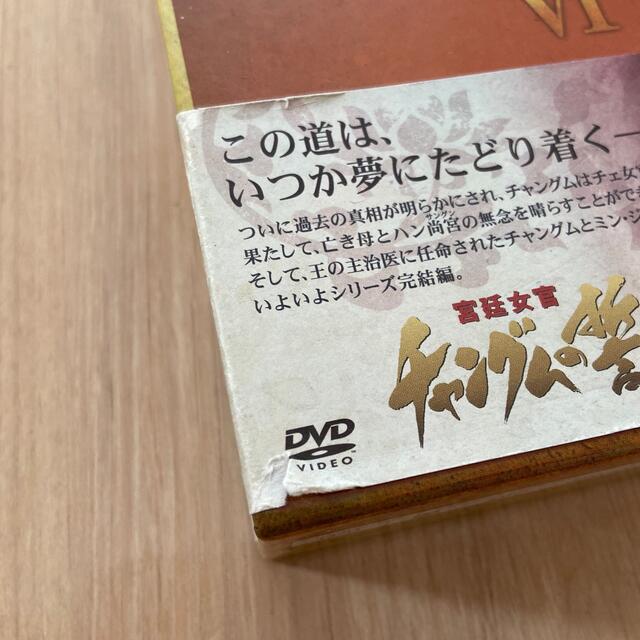 VI
この道は、
いつか夢にたどり着く—
ついに過去の真相が明らかにされ、チャングムはチェ女
果たして、亡き母とハン尚宮の無念を晴らすことができ
サングン
そして、王の主治医に任命されたチャングムとミン・ジ
いよいよシリーズ完結編。
宮廷女官
チャングムの誓
DVD
VIDEO